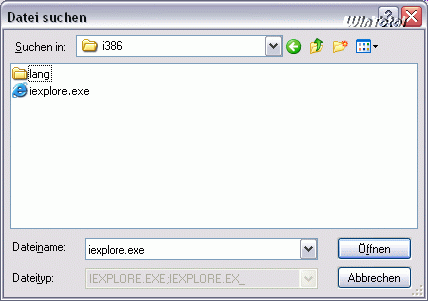 Datei suchen
WinTotal
Suchen in:
i386
lang
iexplore.exe
Dateiname:
iexplore.exe
Öffnen
Dateityp:
IEXPLORE.EXE;IEXPLORE.EX_
Abbrechen